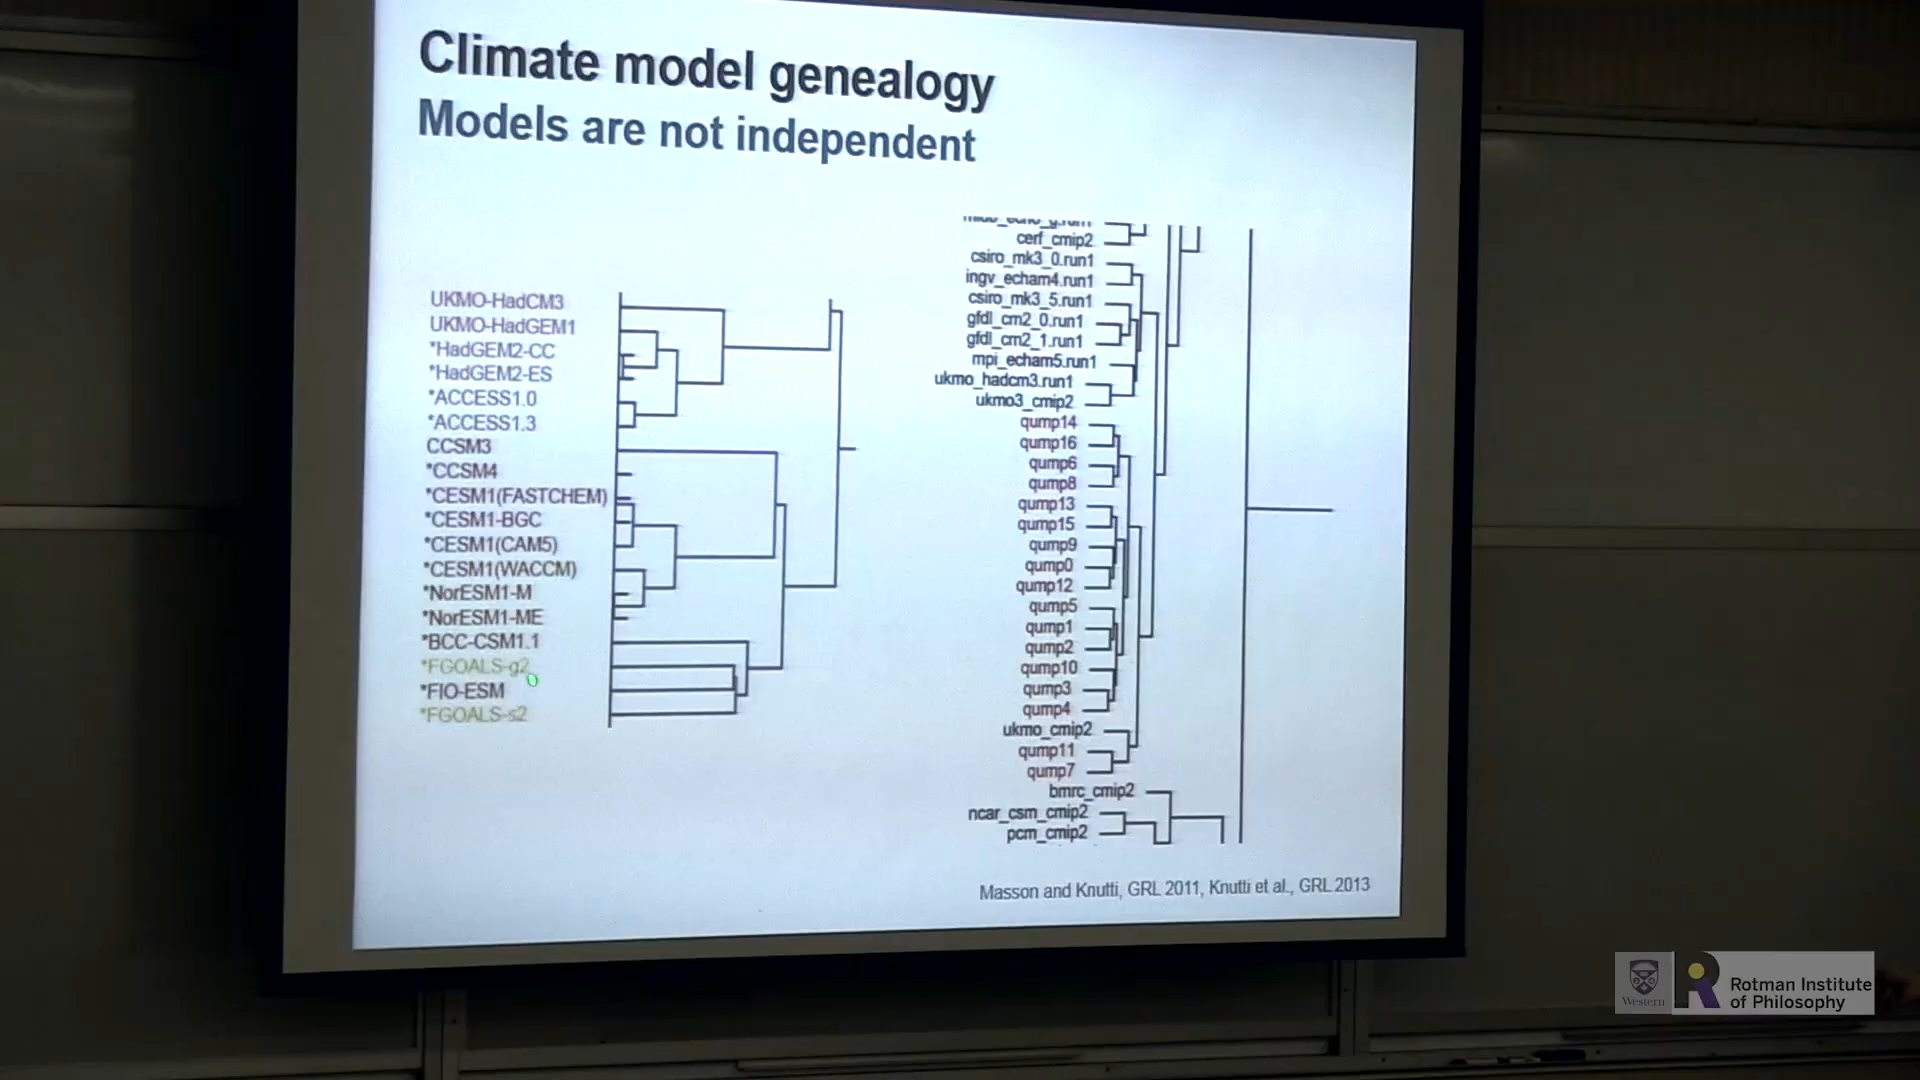 Climate model genealogy
Models are not independent
UKMO-HadCM3
UKMO-HadGEM1
*HadGEM2-CC
*HadGEM2-ES
*ACCESS1.0
*ACCESS1.3
CCSM3
*CCSM4
*CESM1(FASTCHEM)
*CESM1-BGC
*CESM1(CAM5)
*CESM1(WACCM)
*NorESM1-M
*NorESM1-ME
*BCC-CSM1.1
*FGOALS-g2
*FIO-ESM
*FGOALS-s2
cerf_cmip2
csiro_mk3_0.run1
ingv_echam4.run1
csiro_mk3_5.run1
gfdl_cm2_0.run1
gfdl_cm2_1.run1
mpi_echam5.run1
ukmo_hadcm3.run1
ukmo3_cmip2
qump14
qump16
qump6
qump8
qump13
qump15
qump9
qump0
qump12
qump5
qump1
qump2
qump10
qump3
qump4
ukmo_cmip2
qump11
qump7
bmrc_cmip2
ncar_csm_cmip2
pcm_cmip2
Masson and Knutti, GRL 2011, Knutti et al., GRL 2013
Western
Rotman Institute
of Philosophy